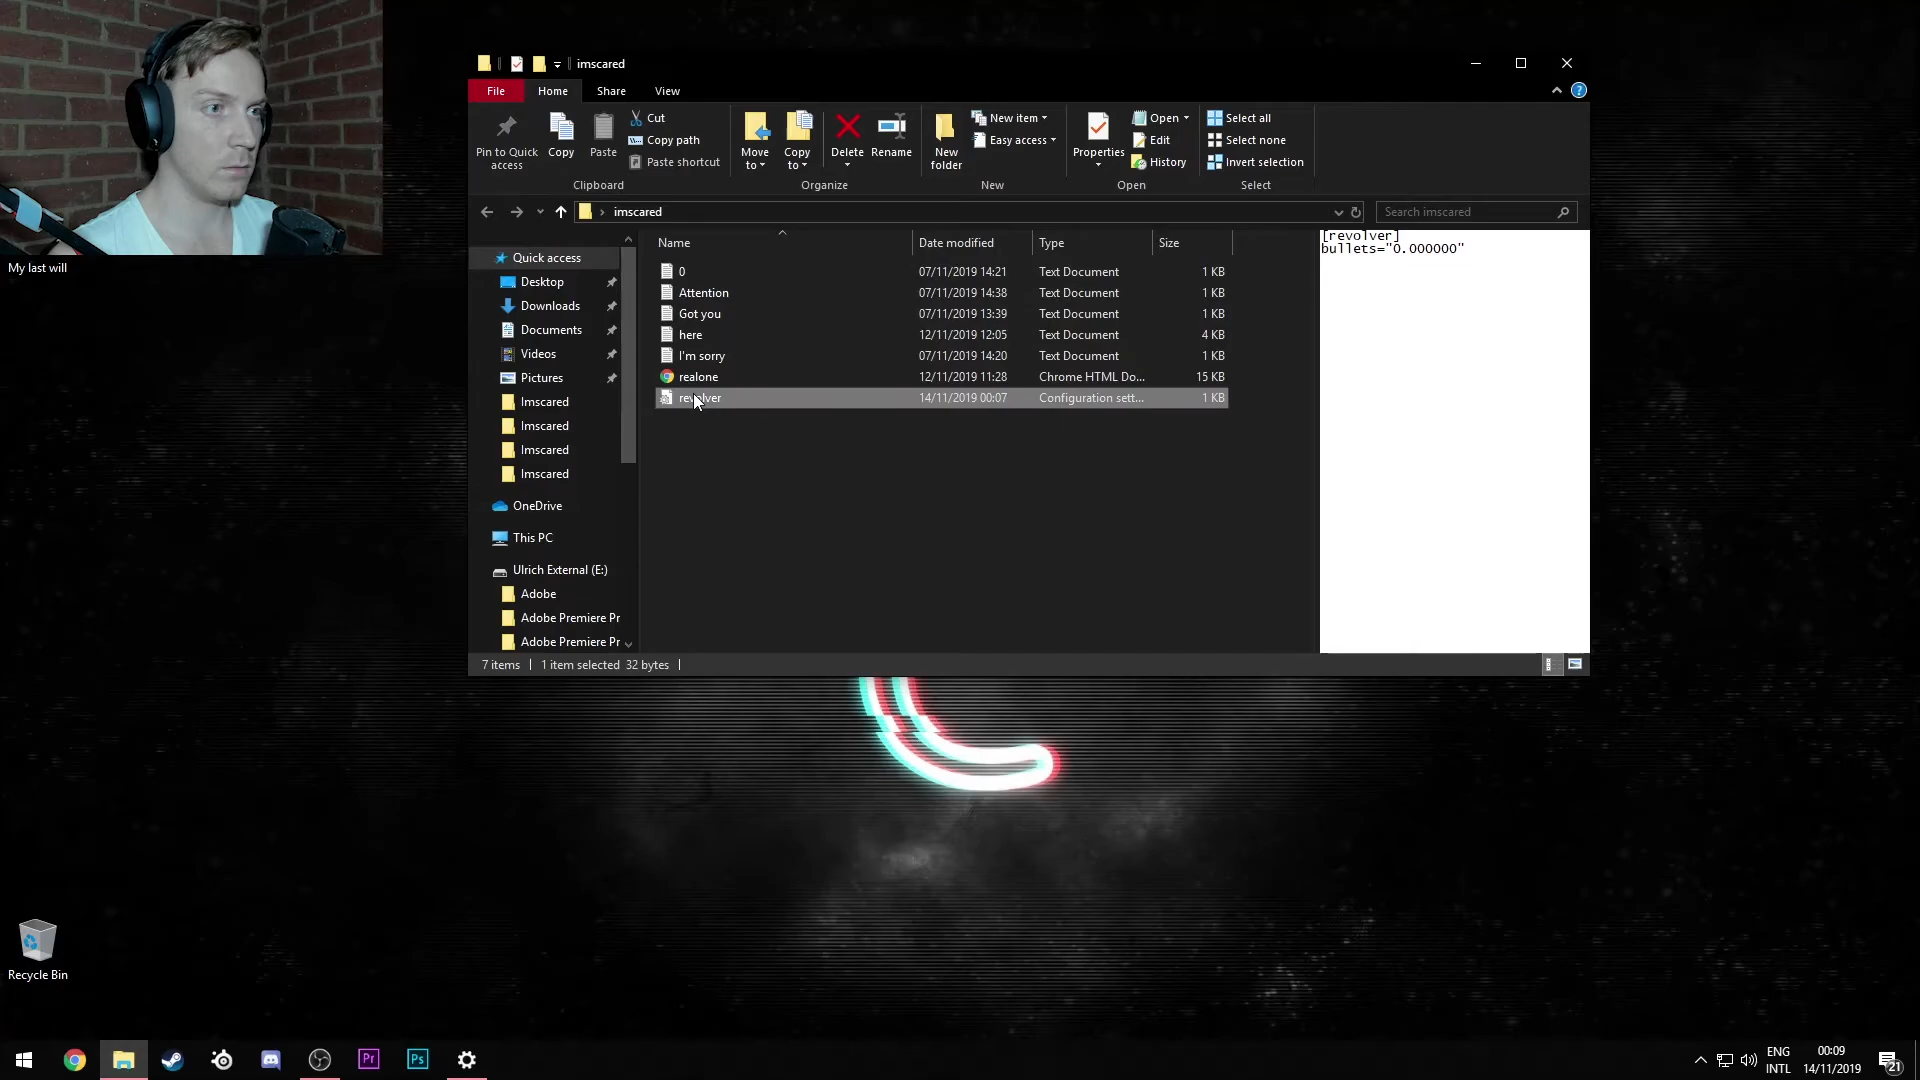 imscared
File Home Share View
Pin to Quick access
Copy
Paste
Cut
Copy path
Paste shortcut
Clipboard
Move to
Copy to
Delete
Rename
Organize
New folder
New item
Easy access
New
Properties
Open
Edit
History
Open
Select all
Select none
Invert selection
Select
imscared
Search imscared
My last will
Quick access
Desktop
Downloads
Documents
Videos
Pictures
Imscared
Imscared
Imscared
Imscared
OneDrive
This PC
Ulrich External (E:)
Adobe
Adobe Premiere Pr
Adobe Premiere Pr
Name Date modified Type Size
0 07/11/2019 14:21 Text Document 1 KB
Attention 07/11/2019 14:38 Text Document 1 KB
Got you 07/11/2019 13:39 Text Document 1 KB
here 12/11/2019 12:05 Text Document 4 KB
I'm sorry 07/11/2019 14:20 Text Document 1 KB
realone 12/11/2019 11:28 Chrome HTML Do... 15 KB
revolver 14/11/2019 00:07 Configuration sett... 1 KB
[revolver]
bullets="0.000000"
7 items 1 item selected 32 bytes
Recycle Bin
Pr
Ps
ENG
INTL
00:09
14/11/2019
21